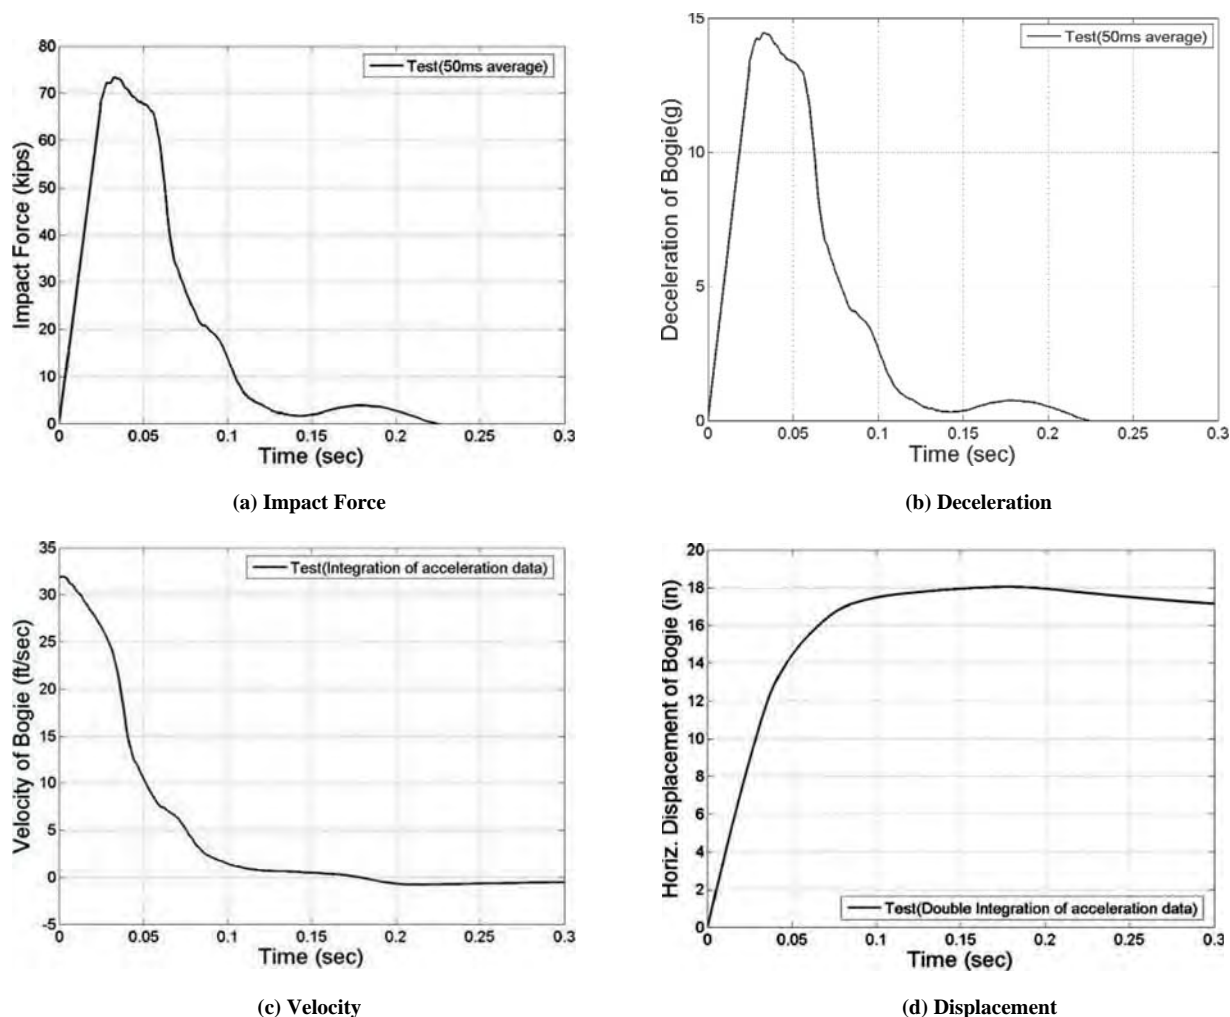 Impact Force (kips)
80
70
60
50
40
30
20
10
0
Test(50ms average)
0 0.05 0.1 0.15 0.2 0.25 0.3
Time (sec)
(a) Impact Force
Deceleration of Bogie(g)
15
10
5
0
Test(50ms average)
0 0.05 0.1 0.15 0.2 0.25 0.3
Time (sec)
(b) Deceleration
Velocity of Bogie (ft/sec)
35
30
25
20
15
10
5
0
-5
Test(Integration of acceleration data)
0 0.05 0.1 0.15 0.2 0.25 0.3
Time (sec)
(c) Velocity
Horiz. Displacement of Bogie (in)
20
18
16
14
12
10
8
6
4
2
0
Test(Double Integration of acceleration data)
0 0.05 0.1 0.15 0.2 0.25 0.3
Time (sec)
(d) Displacement